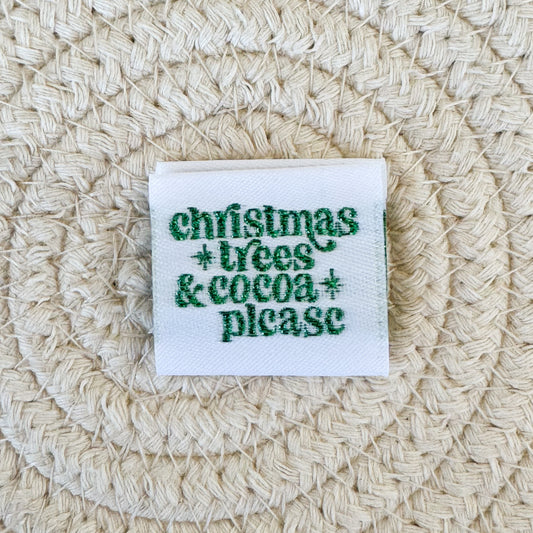 christmas
trees
& cocoa
please